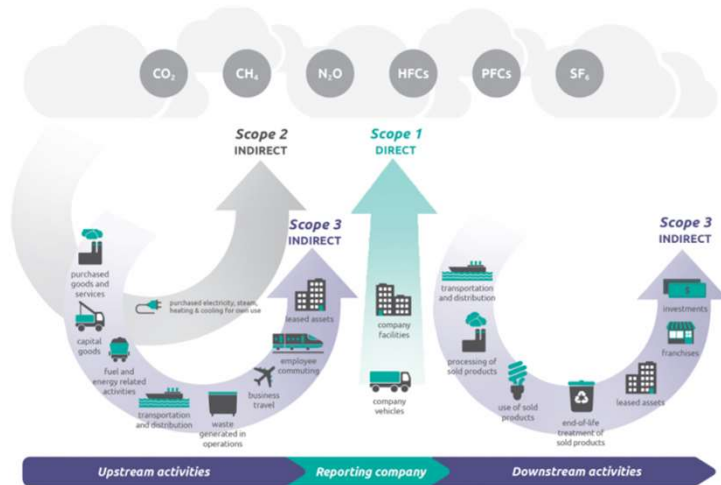 CO₂
CH₄
N₂O
HFCs
PFCs
SF₆
Scope 2
INDIRECT
Scope 1
DIRECT
Scope 3
INDIRECT
Scope 3
INDIRECT
purchased
goods and
services
capital
goods
fuel and
energy related
activities
transportation
and distribution
waste
generated in
operations
business
travel
employee
commuting
leased assets
purchased electricity, steam,
heating & cooling for own use
company
facilities
company
vehicles
transportation
and distribution
processing of
sold products
use of sold
products
end-of-life
treatment of
sold products
leased assets
franchises
investments
$
Upstream activities
Reporting company
Downstream activities